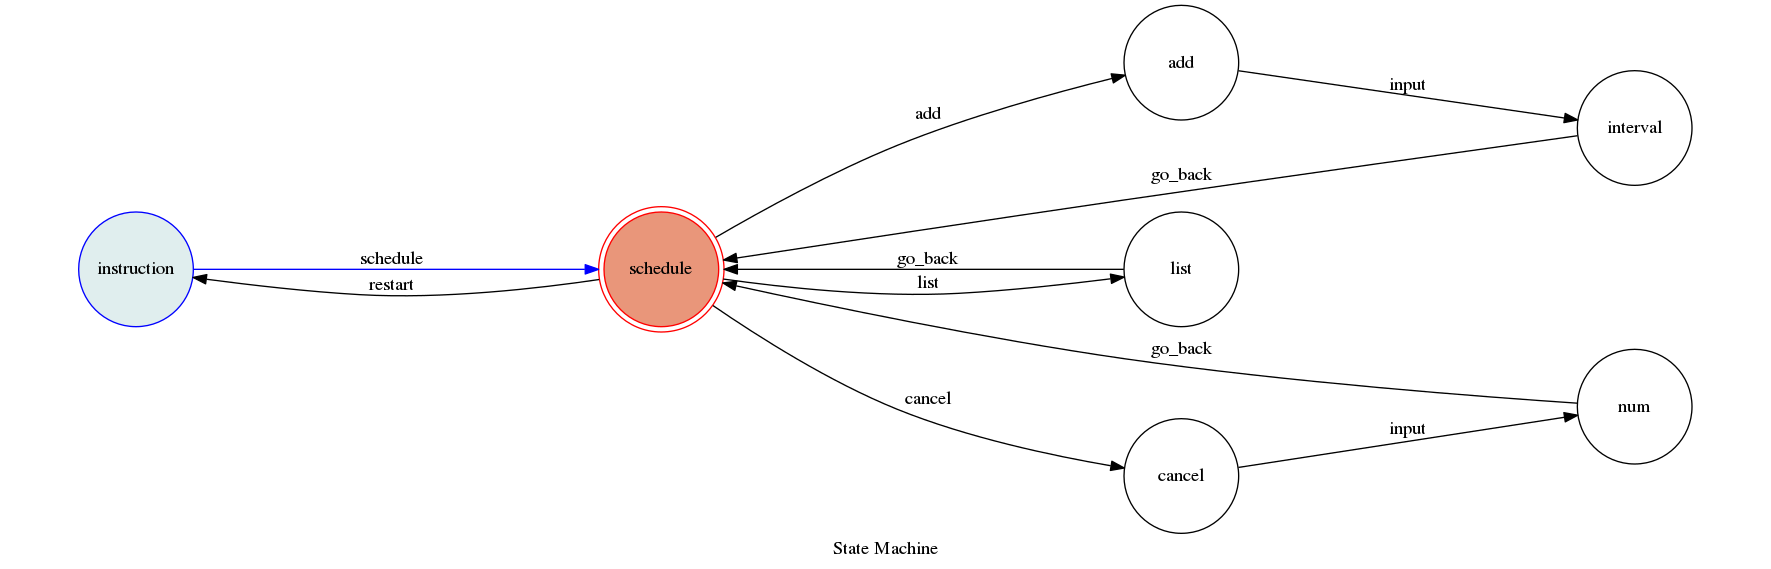 add
input
add
interval
go_back
schedule
go_back
instruction
schedule
list
restart
list
go_back
cancel
num
input
cancel
State Machine